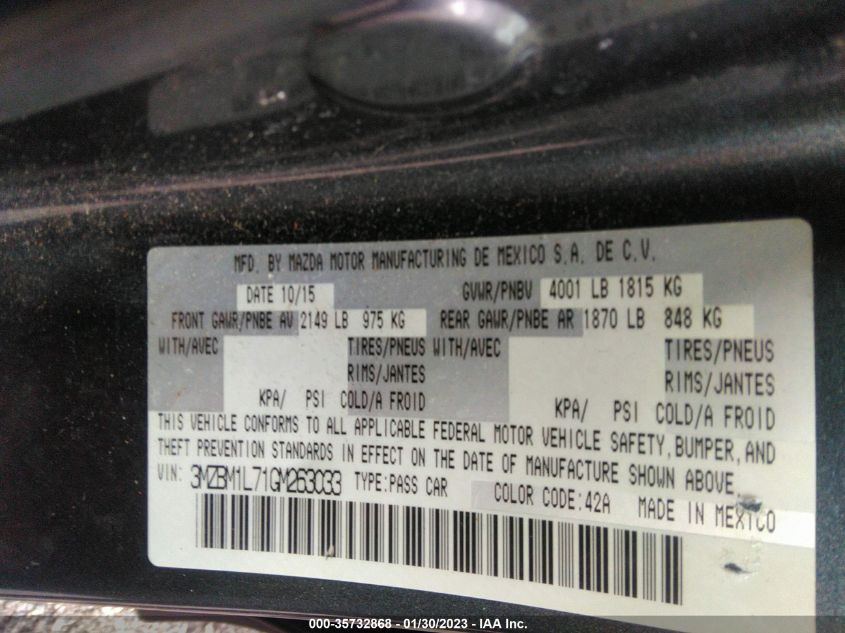 MFD. BY MAZDA MOTOR MANUFACTURING DE MEXICO S.A. DE C.V.
DATE 10/15 GVWR/PNBV 4001 LB 1815 KG
FRONT GAWR/PNBE AV 2149 LB 975 KG REAR GAWR/PNBE AR 1870 LB 848 KG
WITH/AVEC TIRES/PNEUS WITH/AVEC TIRES/PNEUS
RIMS/JANTES RIMS/JANTES
KPA/ PSI COLD/A FROID KPA/ PSI COLD/A FROID
THIS VEHICLE CONFORMS TO ALL APPLICABLE FEDERAL MOTOR VEHICLE SAFETY, BUMPER, AND
THEFT PREVENTION STANDARDS IN EFFECT ON THE DATE OF MANUFACTURE SHOWN ABOVE.
VIN: 3MZBM1L71GM263033 TYPE:PASS CAR COLOR CODE:42A MADE IN MEXICO
000-35732868 - 01/30/2023 - IAA Inc.